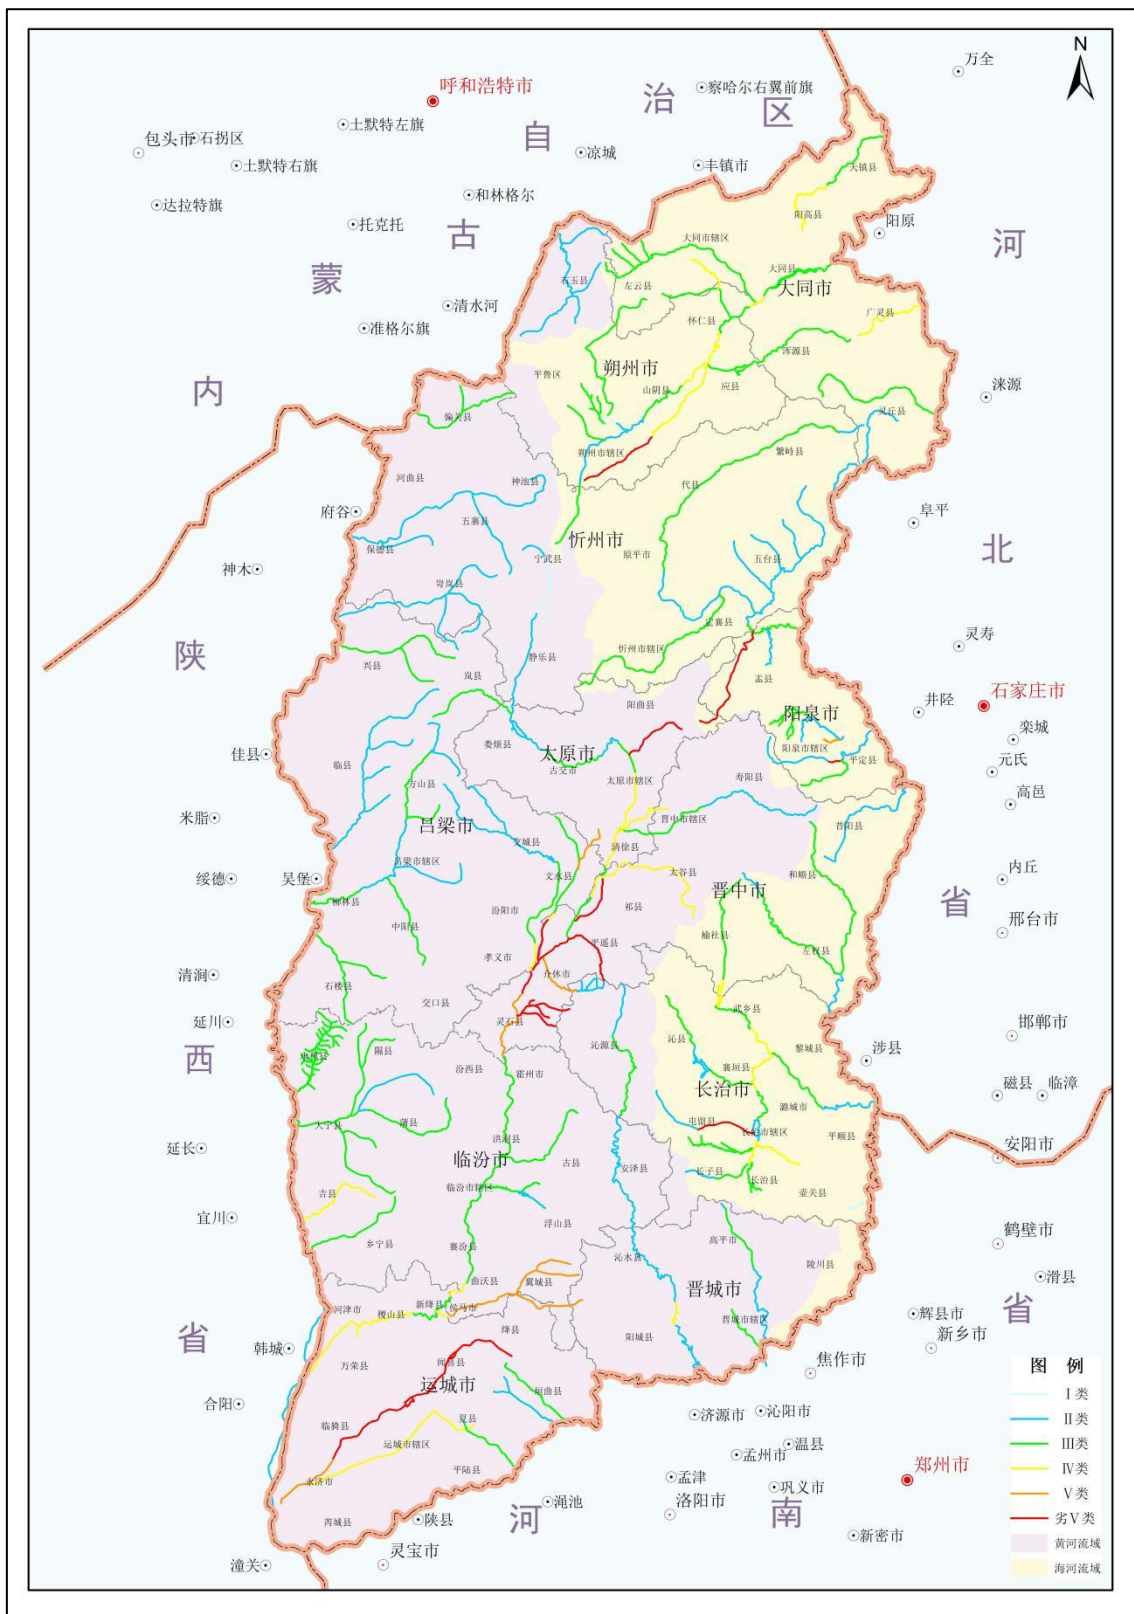 N
万全
呼和浩特市
察哈尔右翼前旗
治
区
土默特左旗
自
包头市
石拐区
凉城
丰镇市
土默特右旗
天镇县
和林格尔
达拉特旗
阳高县
托克托
古
阳原
大同市辖区
河
蒙
右玉县
大同县
左云县
大同市
清水河
广灵县
怀仁县
准格尔旗
浑源县
朔州市
平鲁区
内
山阴县
应县
涞源
偏关县
灵丘县
繁峙县
朔州市辖区
河曲县
神池县
代县
府谷
五寨县
阜平
忻州市
北
保德县
宁武县
原平市
五台县
神木
岢岚县
定襄县
灵寿
陕
忻州市辖区
静乐县
兴县
岚县
盂县
石家庄市
阳曲县
井陉
阳泉市
栾城
娄烦县
太原市
阳泉市辖区
佳县
平定县
元氏
临县
古交市
太原市辖区
寿阳县
方山县
高邑
米脂
吕梁市
晋中市辖区
昔阳县
交城县
清徐县
吕梁市辖区
文水县
太谷县
和顺县
绥德
吴堡
内丘
晋中市
省
柳林县
汾阳市
祁县
中阳县
榆社县
邢台市
平遥县
左权县
孝义市
清涧
介休市
石楼县
交口县
武乡县
延川
灵石县
邯郸市
沁县
西
隰县
沁源县
黎城县
涉县
汾西县
霍州市
襄垣县
长治市
磁县
临漳
潞城市
大宁县
蒲县
屯留县
洪洞县
平顺县
安阳市
延长
临汾市
古县
安泽县
长子县
临汾市辖区
长治县
吉县
壶关县
宜川
浮山县
鹤壁市
乡宁县
襄汾县
高平市
沁水县
陵川县
滑县
曲沃县
翼城县
晋城市
河津市
新绛县
侯马市
省
稷山县
晋城市辖区
辉县市
省
绛县
阳城县
新乡市
韩城
万荣县
闻喜县
焦作市
图 例
运城市
垣曲县
I 类
合阳
济源市
沁阳市
II 类
临猗县
夏县
温县
III 类
运城市辖区
孟州市
郑州市
IV 类
平陆县
永济市
孟津
巩义市
V 类
渑池
洛阳市
南
芮城县
陕县
河
劣 V 类
新密市
黄河流域
潼关
灵宝市
海河流域